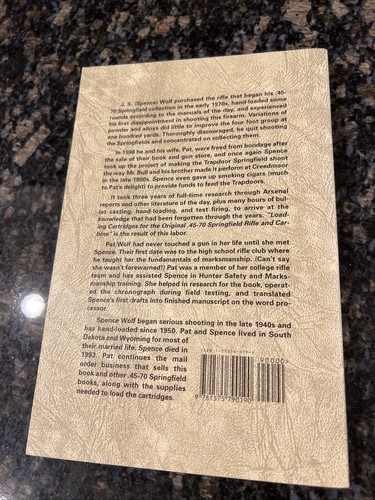 J. S. (Spence) Wolf purchased the rifle that began his .45-
70 Springfield collection in the early 1970s, hand-loaded some
rounds according to the manuals of the day, and experienced
his first disappointment in shooting this firearm. Variations of
powder and alloys did little to improve the four foot group at
one hundred yards. Thoroughly discouraged, he quit shooting
the Springfields and concentrated on collecting them.
In 1988 he and his wife, Pat, were freed from bondage after
the sale of their book and gun store, and once again Spence
took up the project of making the Trapdoor Springfield shoot
the way Mr. Bull and his brother made it perform at Creedmoor
in the late 1800s. Spence even gave up smoking cigars (much
to Pat's delight) to provide funds to feed the Trapdoors.
It took three years of full-time research through Arsenal
reports and other literature of the day, plus many hours of bul-
let casting, hand-loading, and test firing, to arrive at the
knowledge that had been forgotten through the years. "Load-
ing Cartridges for the Original .45-70 Springfield Rifle and Car-
bine" is the result of this labor.
Pat Wolf had never touched a gun in her life until she met
Spence. Their first date was to the high school rifle club where
he taught her the fundamentals of marksmanship. (Can't say
she wasn't forewarned!) Pat was a member of her college rifle
team and has assisted Spence in Hunter Safety and Marks-
manship training. She helped in research for the book, operat-
ed the chronograph during field testing, and translated
Spence's first drafts into finished manuscript on the word pro-
cessor.
Spence Wolf began serious shooting in the late 1940s and
has hand-loaded since 1950. Pat and Spence lived in South
Dakota and Wyoming for most of
their married life. Spence died in
1993. Pat continues the mail
order business that sells this
book and other .45-70 Springfield
books, along with the supplies
needed to load the cartridges.
90000>
9 781575 790190